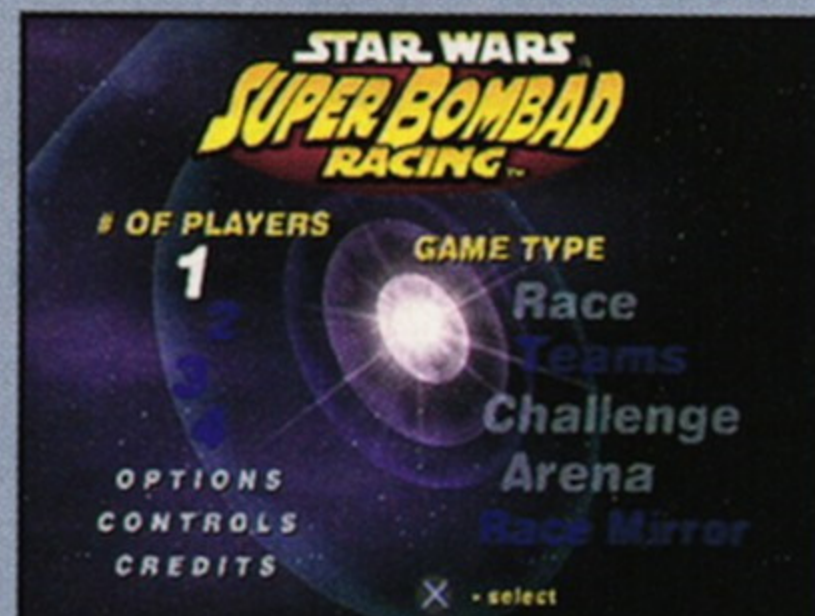 STAR WARS
SUPER BOMBAD
RACING™
# OF PLAYERS
1
2
3
4
GAME TYPE
Race
Teams
Challenge
Arena
Race Mirror
OPTIONS
CONTROLS
CREDITS
X - select